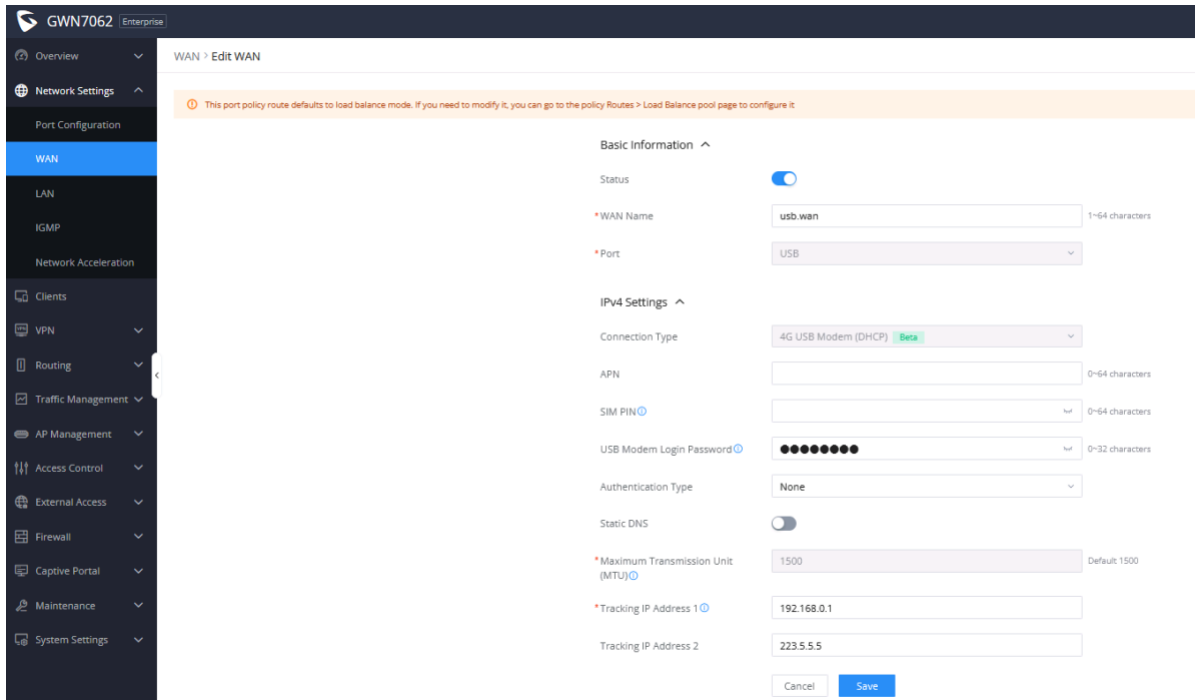 GWN7062 Enterprise
Overview
WAN > Edit WAN
Network Settings
This port policy route defaults to load balance mode. If you need to modify it, you can go to the policy Routes > Load Balance pool page to configure it
Port Configuration
WAN
LAN
IGMP
Network Acceleration
Clients
VPN
Routing
Traffic Management
AP Management
Access Control
External Access
Firewall
Captive Portal
Maintenance
System Settings
Basic Information
Status
*WAN Name usb.wan 1~64 characters
*Port USB
IPv4 Settings
Connection Type 4G USB Modem (DHCP) Beta
APN 0~64 characters
SIM PIN 0~64 characters
USB Modem Login Password ●●●●●●●● 0~32 characters
Authentication Type None
Static DNS
*Maximum Transmission Unit 1500 Default 1500
(MTU)
*Tracking IP Address 1 192.168.0.1
Tracking IP Address 2 223.5.5.5
Cancel Save